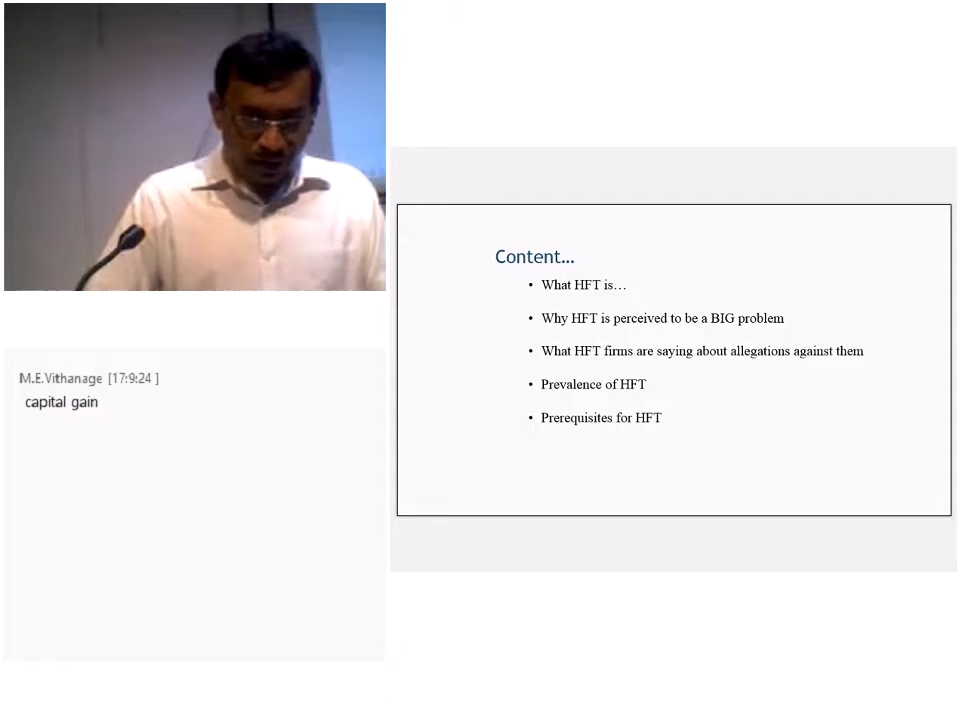 M.E.Vithanage [17:9:24 ]
capital gain
Content...
• What HFT is…
• Why HFT is perceived to be a BIG problem
• What HFT firms are saying about allegations against them
• Prevalence of HFT
• Prerequisites for HFT